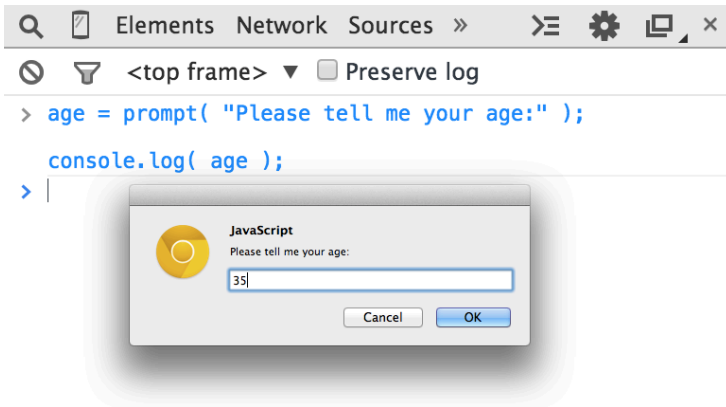 Elements Network Sources »
<top frame> ▼ Preserve log
> age = prompt( "Please tell me your age:" );
console.log( age );
>
JavaScript
Please tell me your age:
35
Cancel OK